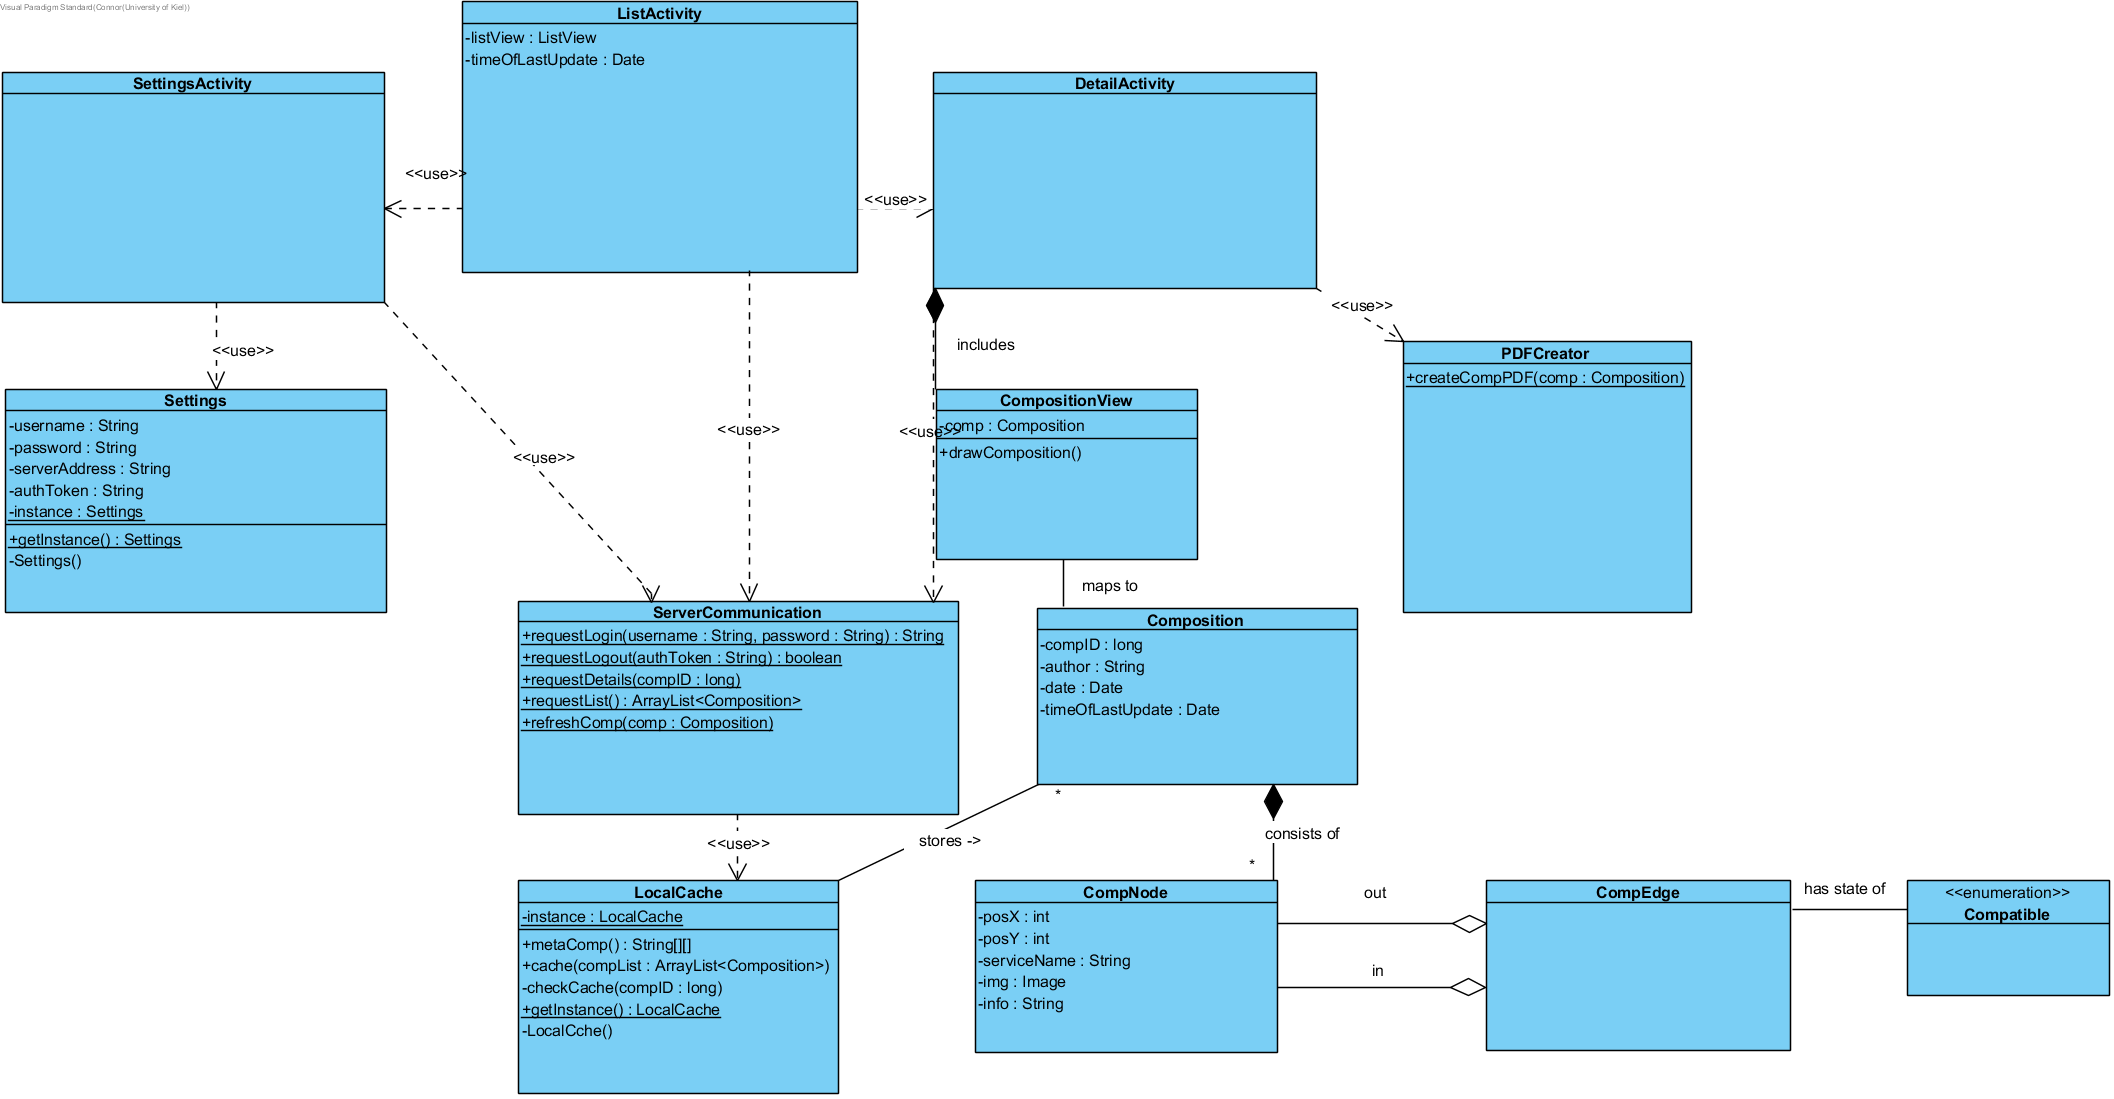 Visual Paradigm Standard(Connor(University of Kiel))
ListActivity
-listView : ListView
-timeOfLastUpdate : Date
SettingsActivity
DetailActivity
<<use>>
<<use>>
<<use>>
includes
<<use>>
PDFCreator
+createCompPDF(comp : Composition)
Settings
-username : String
-password : String
-serverAddress : String
-authToken : String
-instance : Settings
+getInstance() : Settings
-Settings()
<<use>>
<<use>>
<<use>>
CompositionView
-comp : Composition
+drawComposition()
maps to
ServerCommunication
+requestLogin(username : String, password : String) : String
+requestLogout(authToken : String) : boolean
+requestDetails(compID : long)
+requestList() : ArrayList<Composition>
+refreshComp(comp : Composition)
Composition
-compID : long
-author : String
-date : Date
-timeOfLastUpdate : Date
*
<<use>>
stores ->
consists of
*
LocalCache
-instance : LocalCache
+metaComp() : String[][]
+cache(compList : ArrayList<Composition>)
-checkCache(compID : long)
+getInstance() : LocalCache
-LocalCche()
CompNode
-posX : int
-posY : int
-serviceName : String
-img : Image
-info : String
out
in
CompEdge
has state of
<<enumeration>>
Compatible